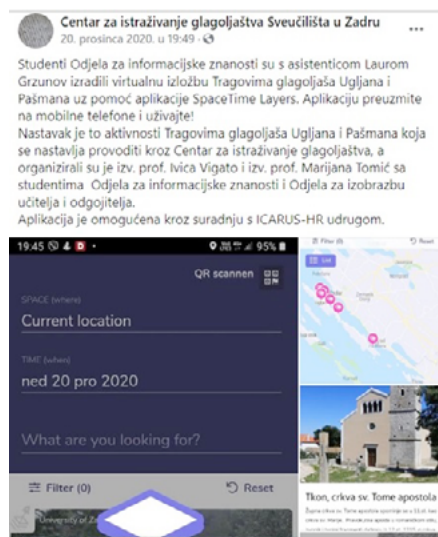 Centar za istraživanje glagoljaštva Sveučilišta u Zadru
20. prosinca 2020. u 19:49 ·
Studenti Odjela za informacijske znanosti su s asistenticom Laurom
Grzunov izradili virtualnu izložbu Tragovima glagoljaša Ugljana i
Pašmana uz pomoć aplikacije SpaceTime Layers. Aplikaciju preuzmite
na mobilne telefone i uživajte!
Nastavak je to aktivnosti Tragovima glagoljaša Ugljana i Pašmana koja
se nastavlja provoditi kroz Centar za istraživanje glagoljaštva, a
organizirali su je izv. prof. Ivica Vigato i izv. prof. Marijana Tomić sa
studentima Odjela za informacijske znanosti i Odjela za izobrazbu
učitelja i odgojitelja.
Aplikacija je omogućena kroz suradnju s ICARUS-HR udrugom.
19:45
95%
QR scannen
SPACE (where)
Current location
TIME (when)
ned 20 pro 2020
What are you looking for?
Filter (0)
Reset
University of
Filter (0)
Reset
List
Tkon, crkva sv. Tome apostola